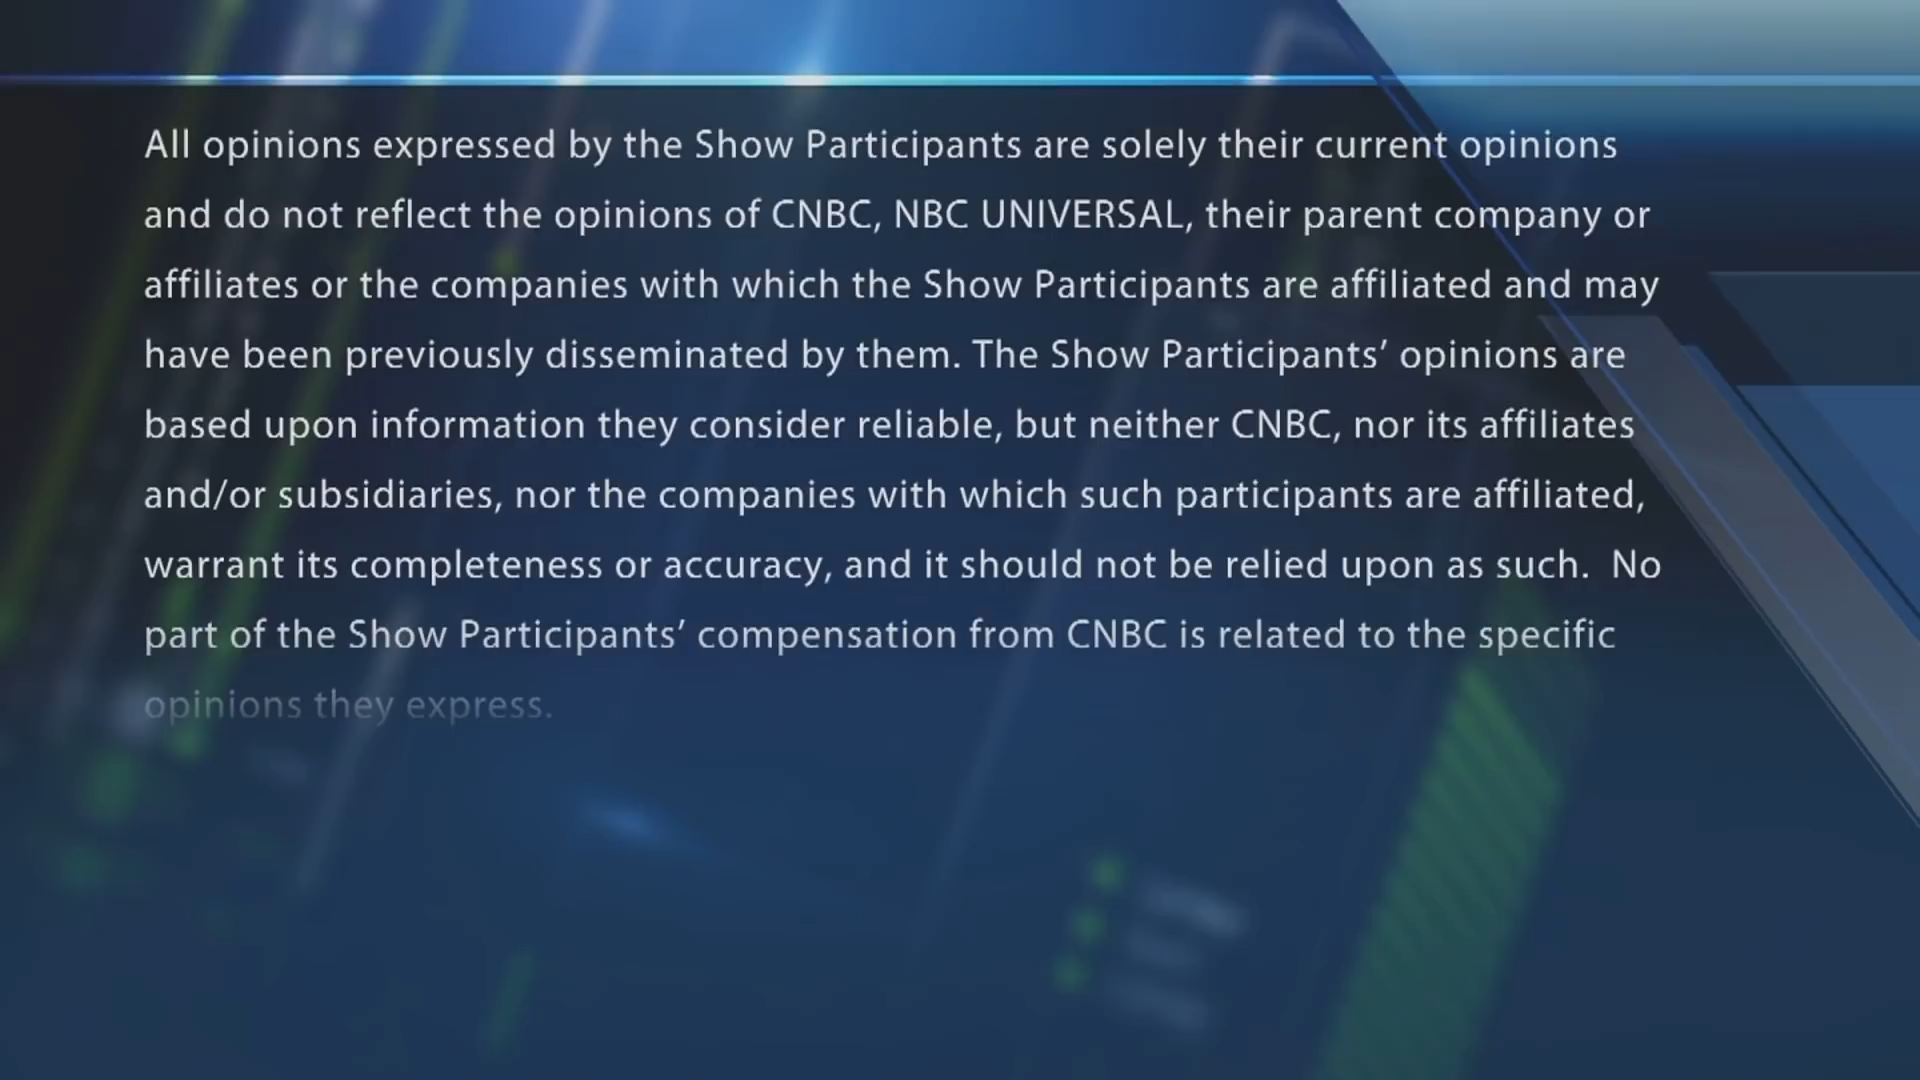 All opinions expressed by the Show Participants are solely their current opinions
and do not reflect the opinions of CNBC, NBC UNIVERSAL, their parent company or
affiliates or the companies with which the Show Participants are affiliated and may
have been previously disseminated by them. The Show Participants’ opinions are
based upon information they consider reliable, but neither CNBC, nor its affiliates
and/or subsidiaries, nor the companies with which such participants are affiliated,
warrant its completeness or accuracy, and it should not be relied upon as such.  No
part of the Show Participants’ compensation from CNBC is related to the specific
opinions they express.